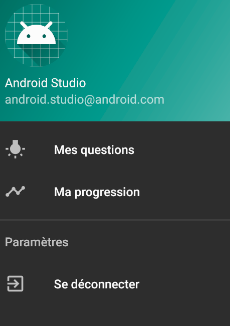 Android Studio
android.studio@android.com
Mes questions
Ma progression
Paramètres
Se déconnecter